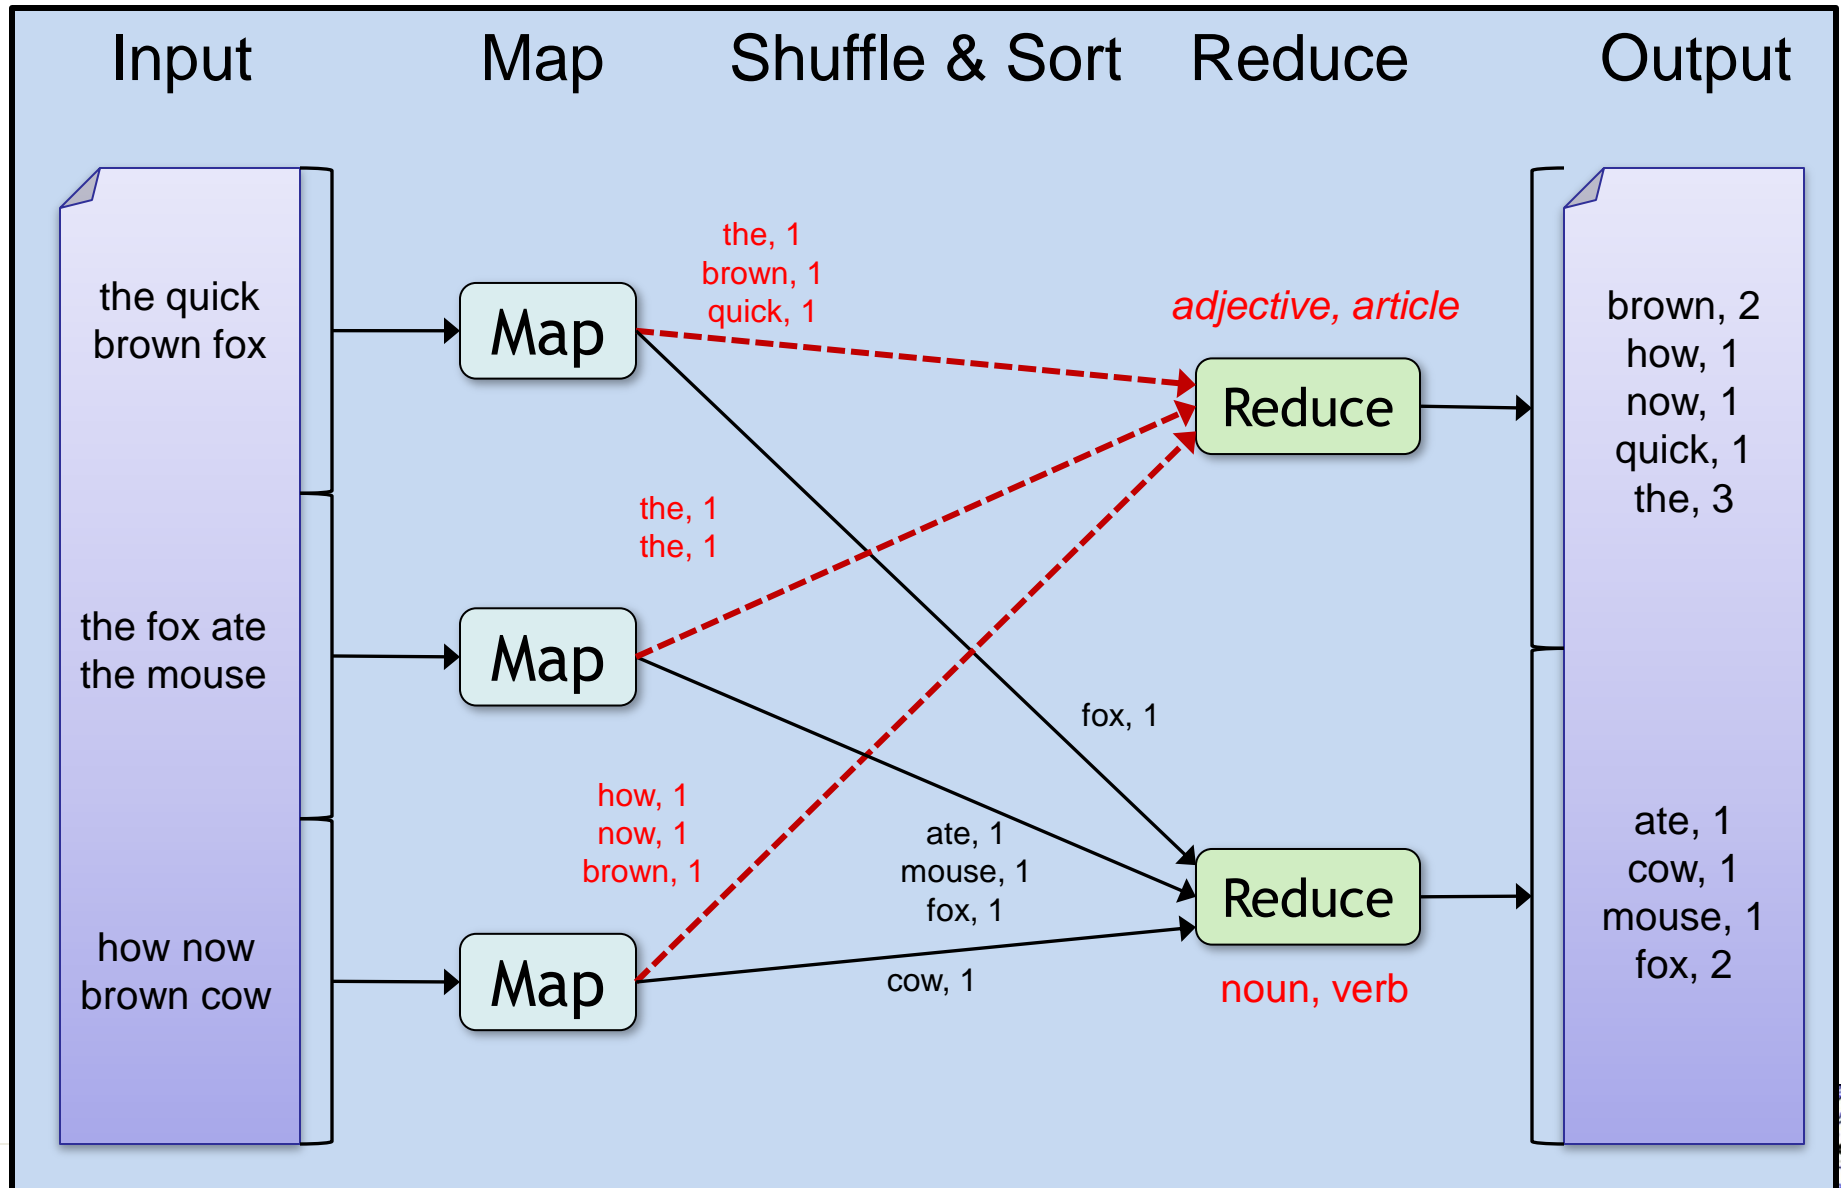 Input Map Shuffle & Sort Reduce Output
the quick
brown fox
the fox ate
the mouse
how now
brown cow
Map
Map
Map
the, 1
brown, 1
quick, 1
the, 1
the, 1
how, 1
now, 1
brown, 1
fox, 1
ate, 1
mouse, 1
fox, 1
cow, 1
adjective, article
Reduce
Reduce
noun, verb
brown, 2
how, 1
now, 1
quick, 1
the, 3
ate, 1
cow, 1
mouse, 1
fox, 2